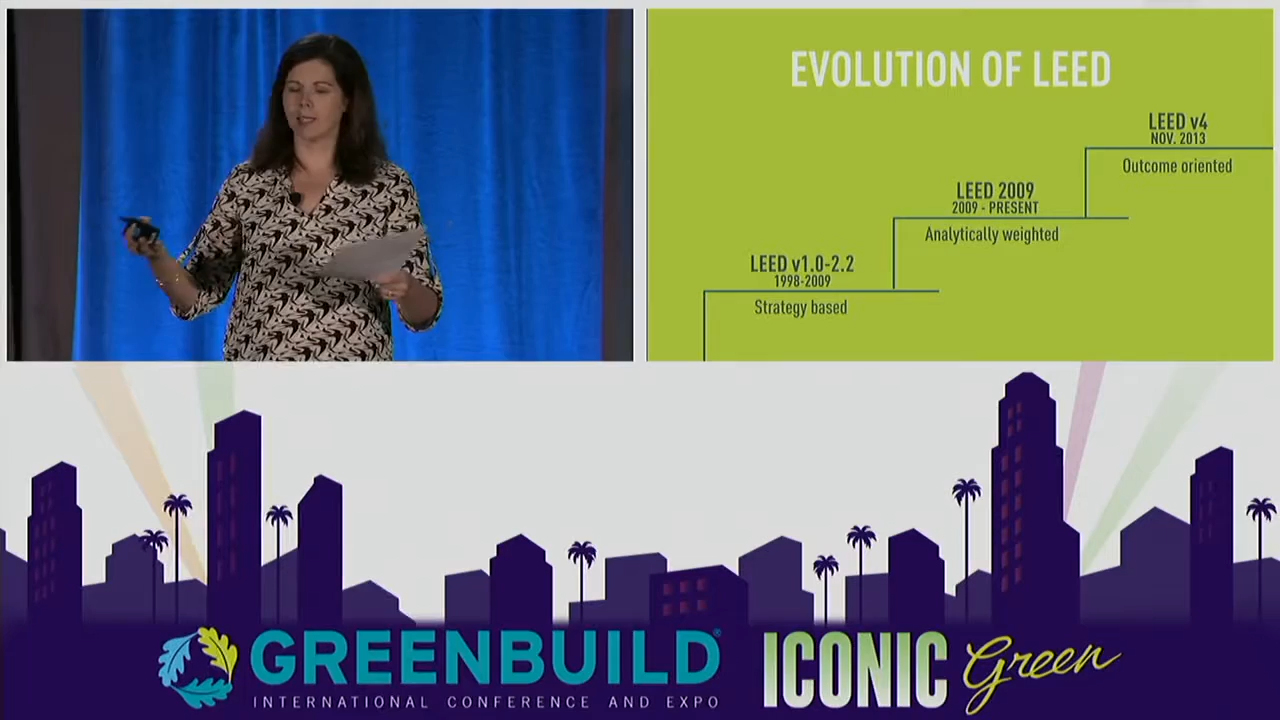 EVOLUTION OF LEED
LEED v4
NOV. 2013
Outcome oriented
LEED 2009
2009 - PRESENT
Analytically weighted
LEED v1.0-2.2
1998-2009
Strategy based
GREENBUILD®
INTERNATIONAL CONFERENCE AND EXPO
ICONIC Green